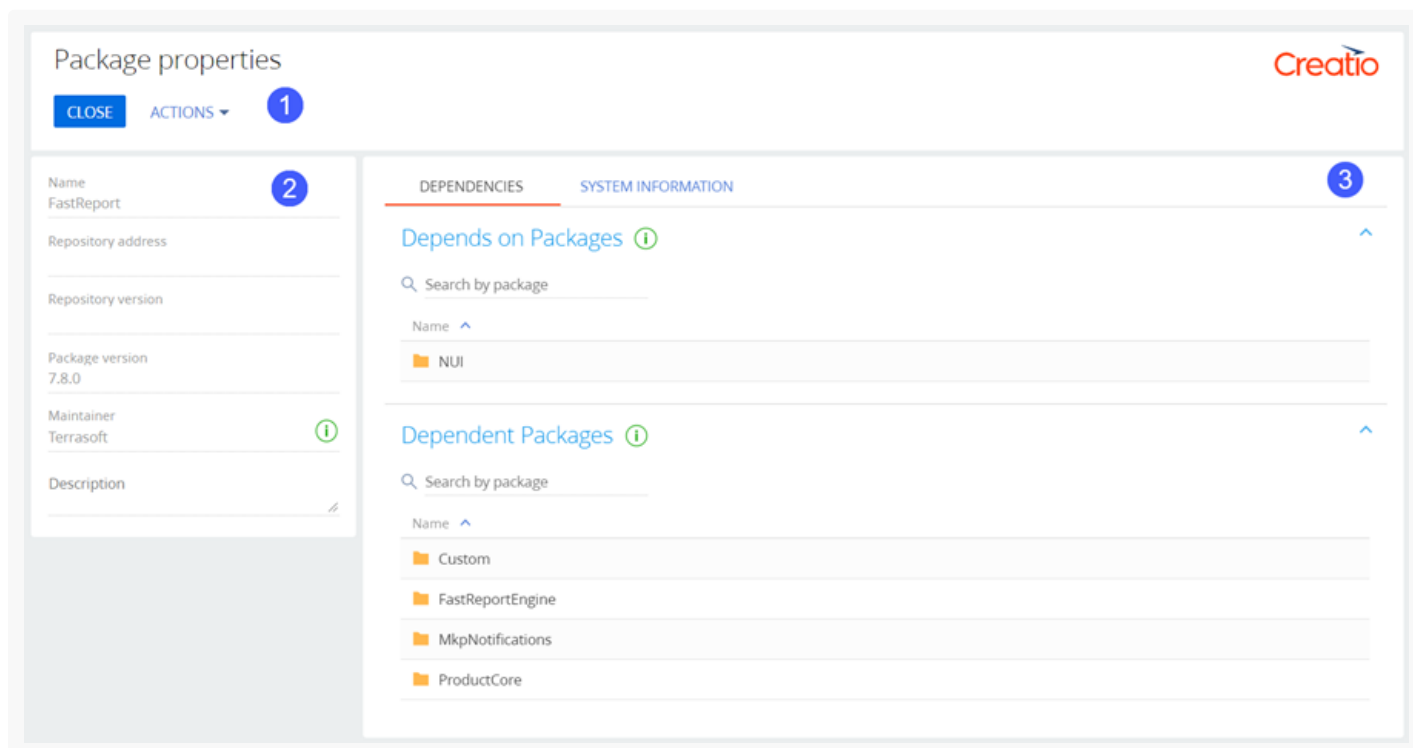 Package properties
Creatio
CLOSE
ACTIONS
1
Name
FastReport
2
Repository address
Repository version
Package version
7.8.0
Maintainer
Terrasoft
Description
DEPENDENCIES
SYSTEM INFORMATION
3
Depends on Packages
Search by package
Name
NUI
Dependent Packages
Search by package
Name
Custom
FastReportEngine
MkpNotifications
ProductCore